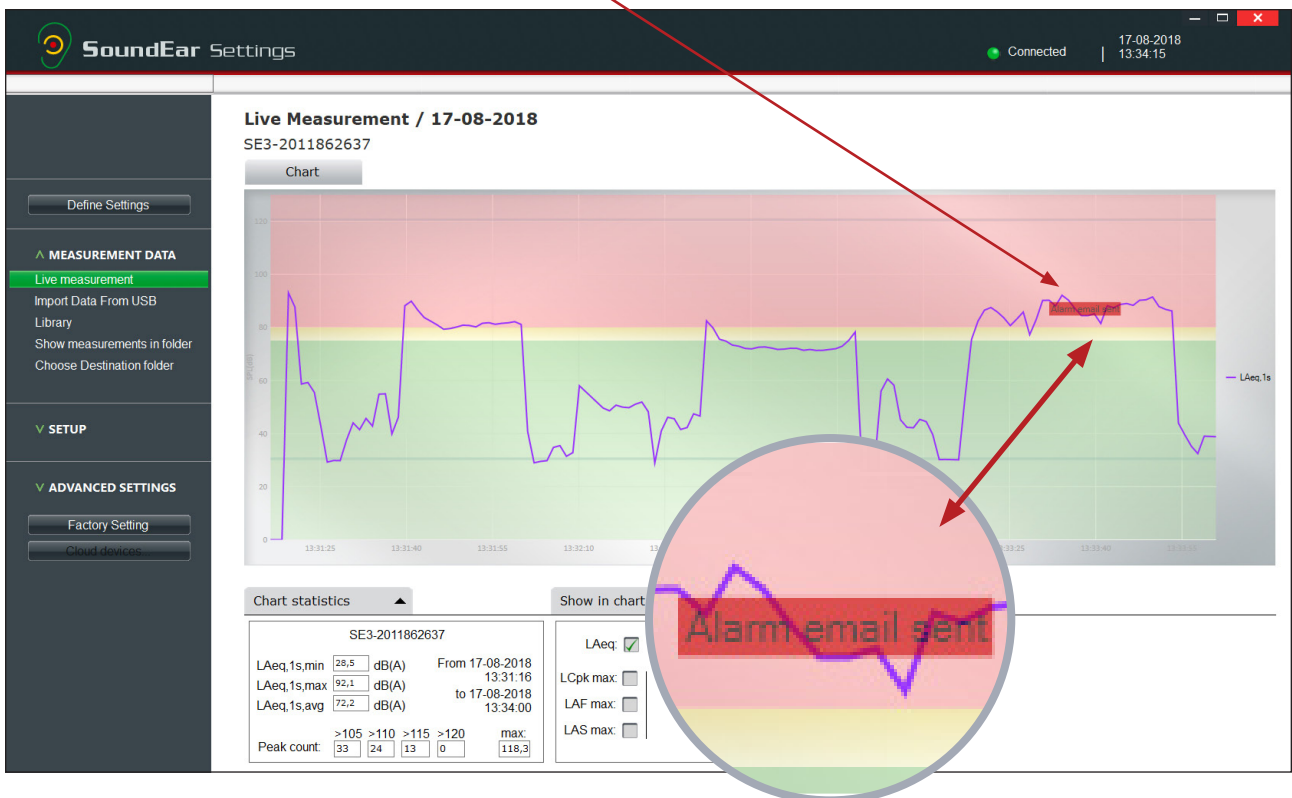 SoundEar Settings
Connected
17-08-2018
13:34:15
Live Measurement / 17-08-2018
SE3-2011862637
Chart
Define Settings
MEASUREMENT DATA
Live measurement
Import Data From USB
Library
Show measurements in folder
Choose Destination folder
SETUP
ADVANCED SETTINGS
Factory Setting
Cloud devices
120
100
80
60
40
20
0
Alarm email sent
LAeq,1s
13:31:25 13:31:40 13:31:55 13:32:10 13:33:40
Alarm email sent
Chart statistics
SE3-2011862637
LAeq,1s,min 28,5 dB(A) From 17-08-2018
13:31:16
LAeq,1s,max 92,1 dB(A)
to 17-08-2018
LAeq,1s,avg 72,2 dB(A) 13:34:00
>105 >110 >115 >120 max:
Peak count: 33 24 13 0 118,3
Show in chart
LAeq:
LCpk max:
LAF max:
LAS max: